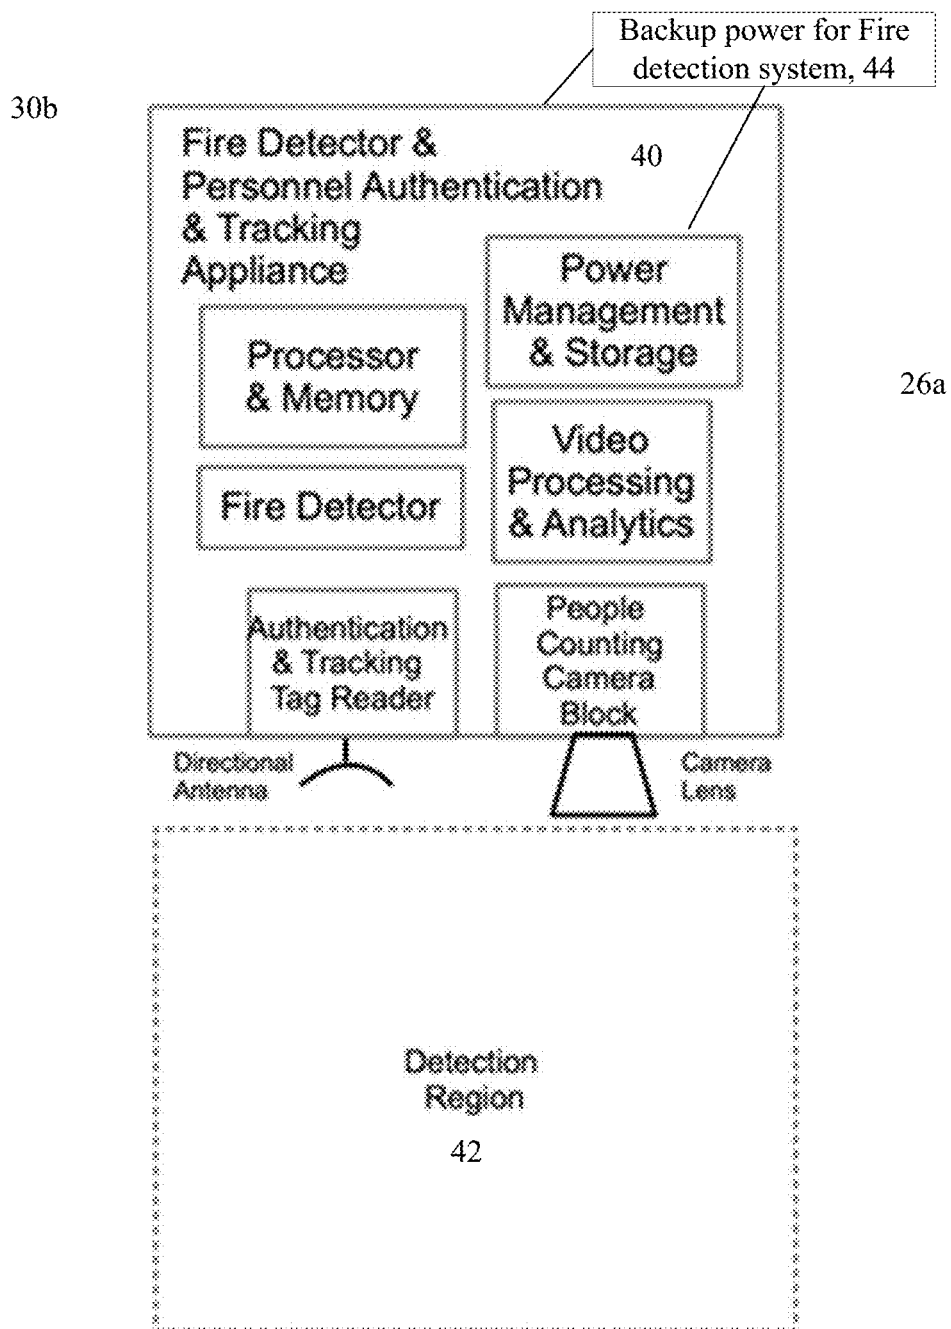 Backup power for Fire
detection system, 44
30b
Fire Detector &
Personnel Authentication
& Tracking
Appliance
40
Power
Management
& Storage
Processor
& Memory
26a
Video
Processing
& Analytics
Fire Detector
Authentication
& Tracking
Tag Reader
People
Counting
Camera
Block
Directional
Antenna
Camera
Lens
Detection
Region
42